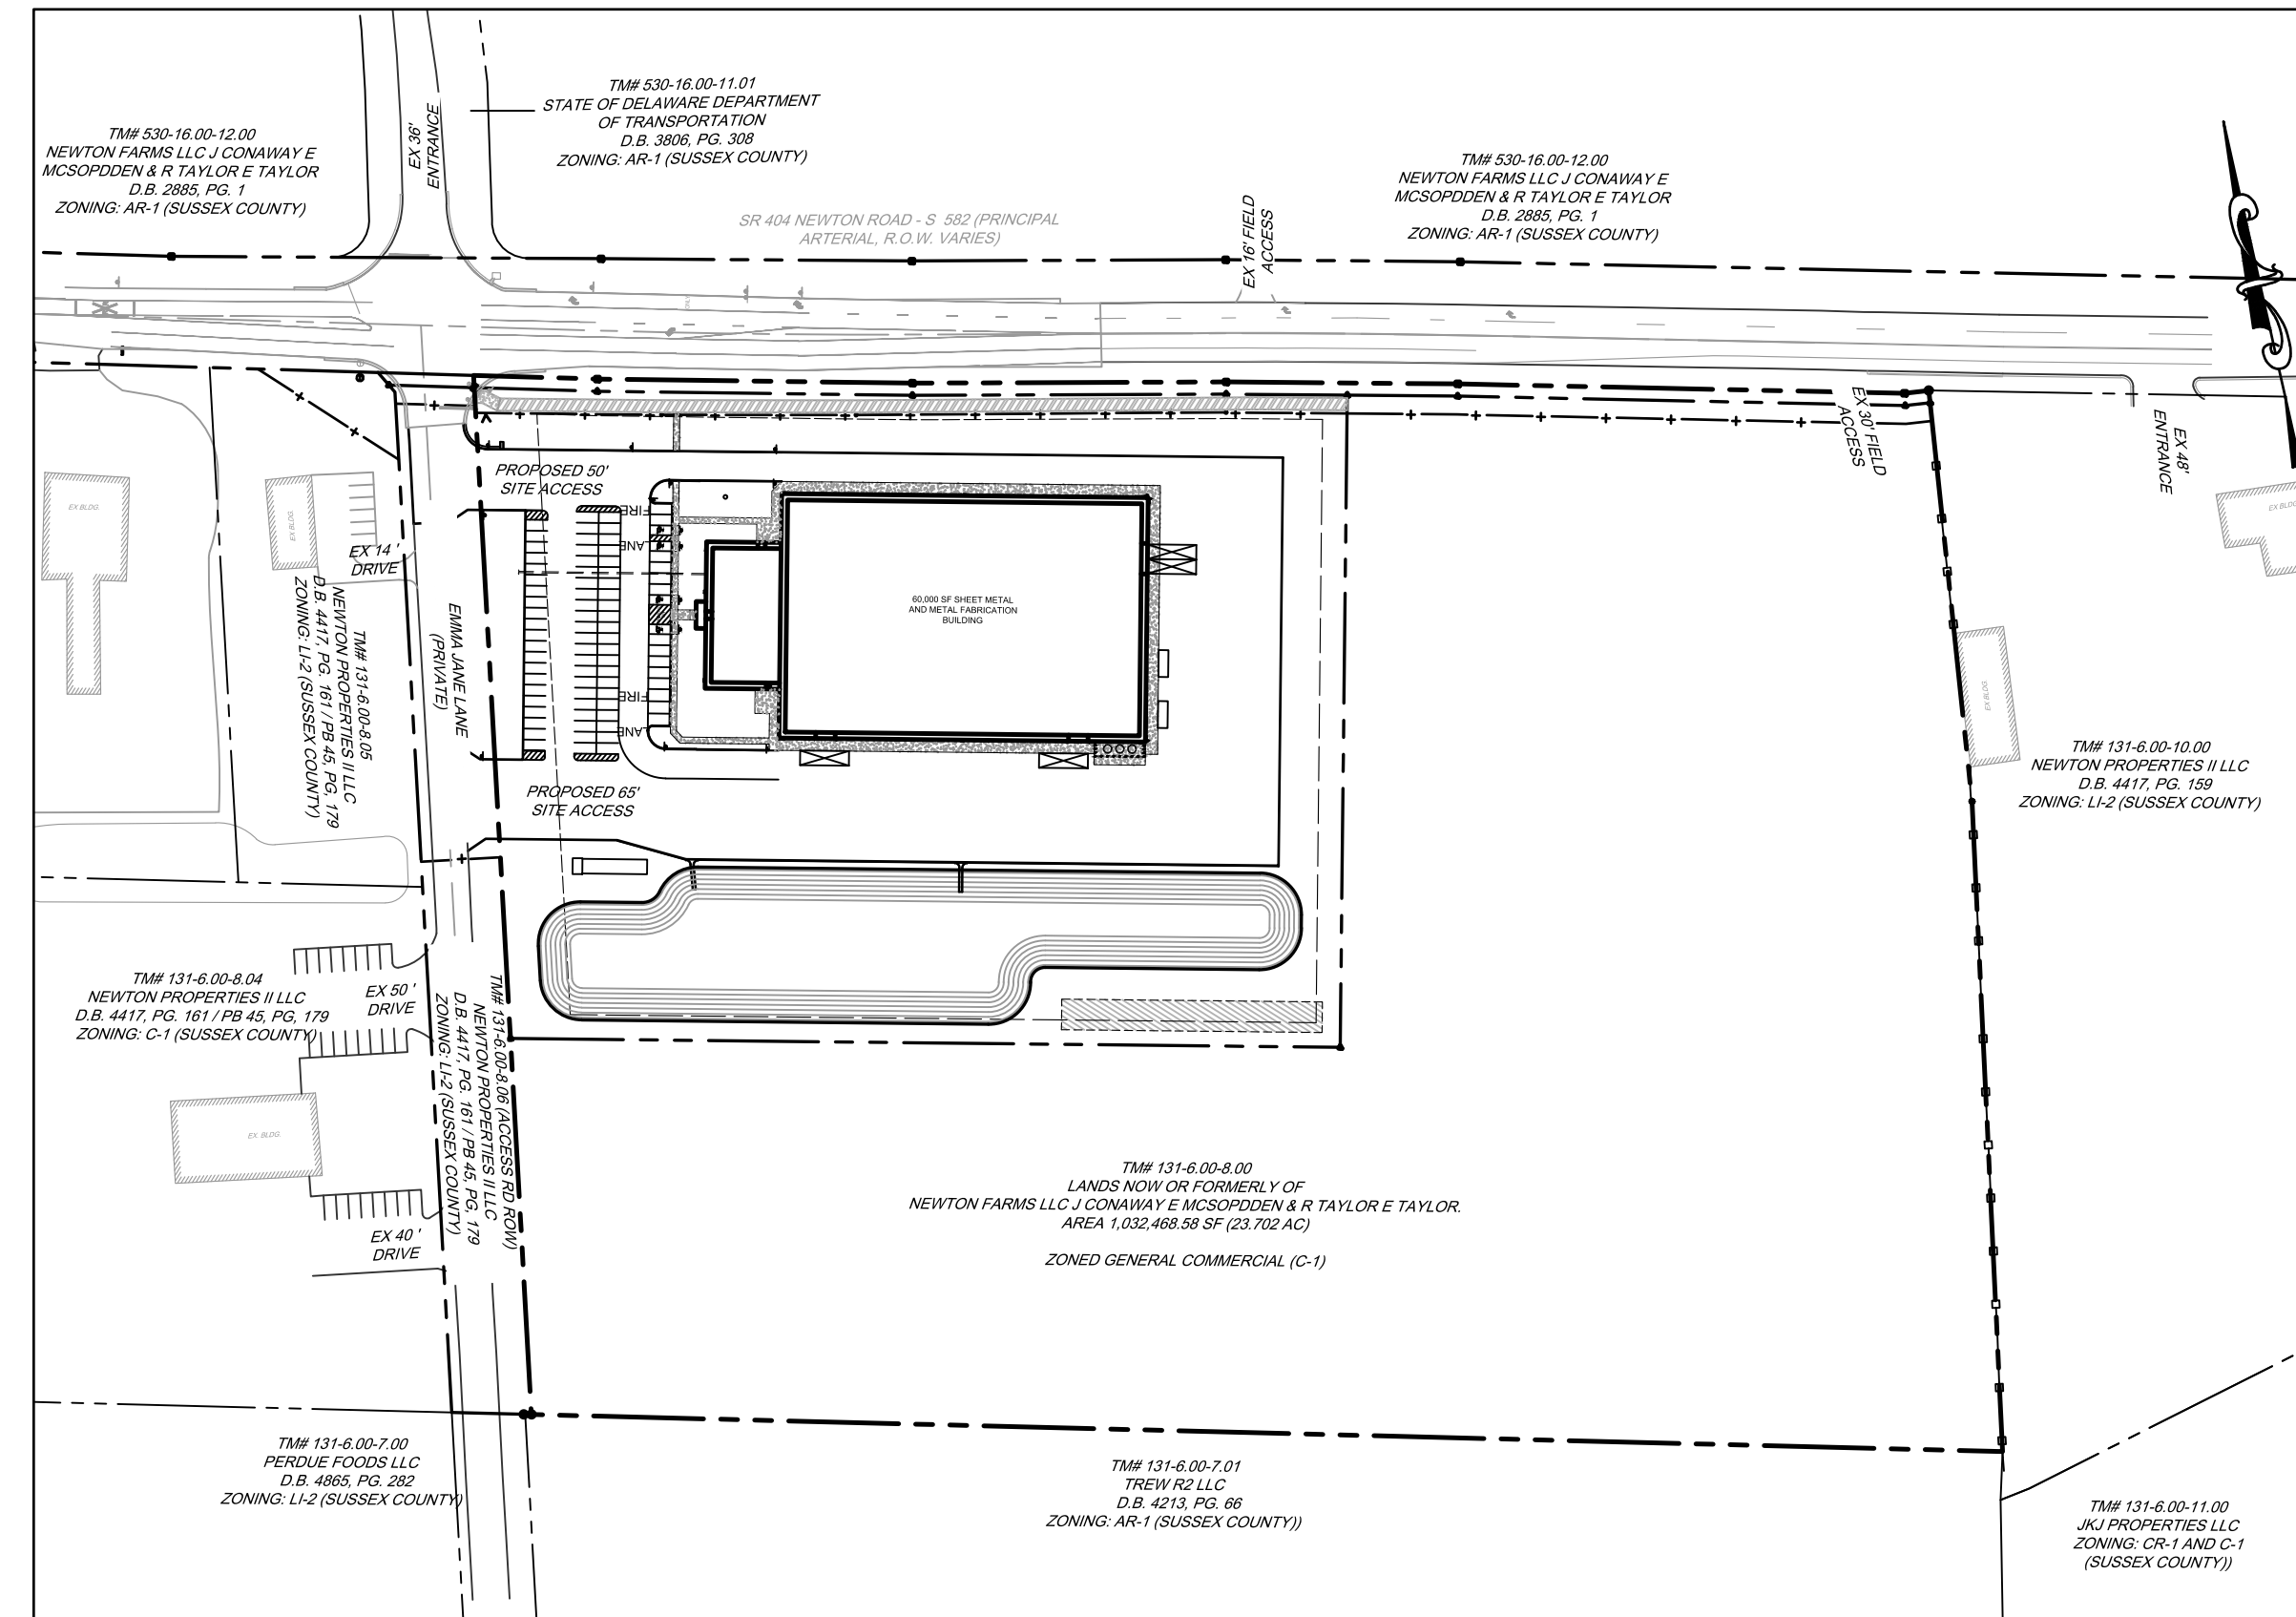 TM# 530-16.00-12.00
NEWTON FARMS LLC J CONAWAY E
MCSOPDDEN & R TAYLOR E TAYLOR
D.B. 2885, PG. 1
ZONING: AR-1 (SUSSEX COUNTY)
EX 36'
ENTRANCE
TM# 530-16.00-11.01
STATE OF DELAWARE DEPARTMENT
OF TRANSPORTATION
D.B. 3806, PG. 308
ZONING: AR-1 (SUSSEX COUNTY)
SR 404 NEWTON ROAD - S 582 (PRINCIPAL
ARTERIAL, R.O.W. VARIES)
EX 16' FIELD
ACCESS
TM# 530-16.00-12.00
NEWTON FARMS LLC J CONAWAY E
MCSOPDDEN & R TAYLOR E TAYLOR
D.B. 2885, PG. 1
ZONING: AR-1 (SUSSEX COUNTY)
ONLY
EX 30' FIELD
ACCESS
EX 48'
ENTRANCE
EX BLDG.
EX BLDG.
EX BLDG
EX 14 '
DRIVE
PROPOSED 50'
SITE ACCESS
FIRE
LANE
FIRE
LANE
60,000 SF SHEET METAL
AND METAL FABRICATION
BUILDING
TM# 131-6.00-8.05
NEWTON PROPERTIES II LLC
D.B. 4417, PG. 161 / PB 45, PG, 179
ZONING: LI-2 (SUSSEX COUNTY)
EMMA JANE LANE
(PRIVATE)
PROPOSED 65'
SITE ACCESS
EX BLDG.
TM# 131-6.00-10.00
NEWTON PROPERTIES II LLC
D.B. 4417, PG. 159
ZONING: LI-2 (SUSSEX COUNTY)
TM# 131-6.00-8.04
NEWTON PROPERTIES II LLC
D.B. 4417, PG. 161 / PB 45, PG, 179
ZONING: C-1 (SUSSEX COUNTY)
EX 50 '
DRIVE
TM# 131-6.00-8.06 (ACCESS RD ROW)
NEWTON PROPERTIES II LLC
D.B. 4417, PG. 161 / PB 45, PG, 179
ZONING: LI-2 (SUSSEX COUNTY)
EX. BLDG.
EX 40 '
DRIVE
TM# 131-6.00-8.00
LANDS NOW OR FORMERLY OF
NEWTON FARMS LLC J CONAWAY E MCSOPDDEN & R TAYLOR E TAYLOR.
AREA 1,032,468.58 SF (23.702 AC)
ZONED GENERAL COMMERCIAL (C-1)
TM# 131-6.00-7.00
PERDUE FOODS LLC
D.B. 4865, PG. 282
ZONING: LI-2 (SUSSEX COUNTY)
TM# 131-6.00-7.01
TREW R2 LLC
D.B. 4213, PG. 66
ZONING: AR-1 (SUSSEX COUNTY))
TM# 131-6.00-11.00
JKJ PROPERTIES LLC
ZONING: CR-1 AND C-1
(SUSSEX COUNTY))